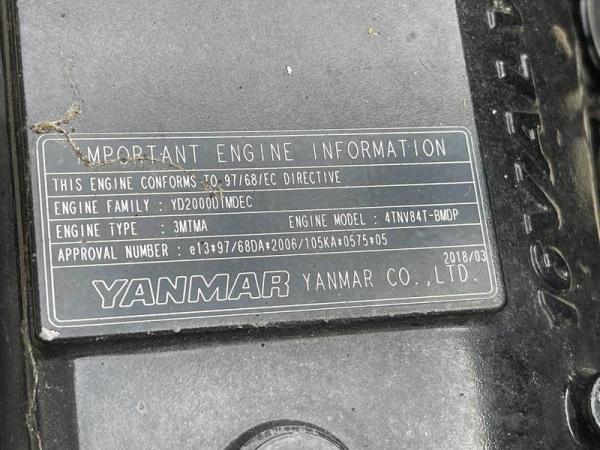 IMPORTANT ENGINE INFORMATION
THIS ENGINE CONFORMS TO 97/68/EC DIRECTIVE
ENGINE FAMILY : YD2000DIMDEC
ENGINE TYPE : 3MTMA ENGINE MODEL : 4TNV84T-BMDP
APPROVAL NUMBER : e13*97/68DA*2006/105KA*0575*05
2018/03
YANMAR YANMAR CO.,LTD.